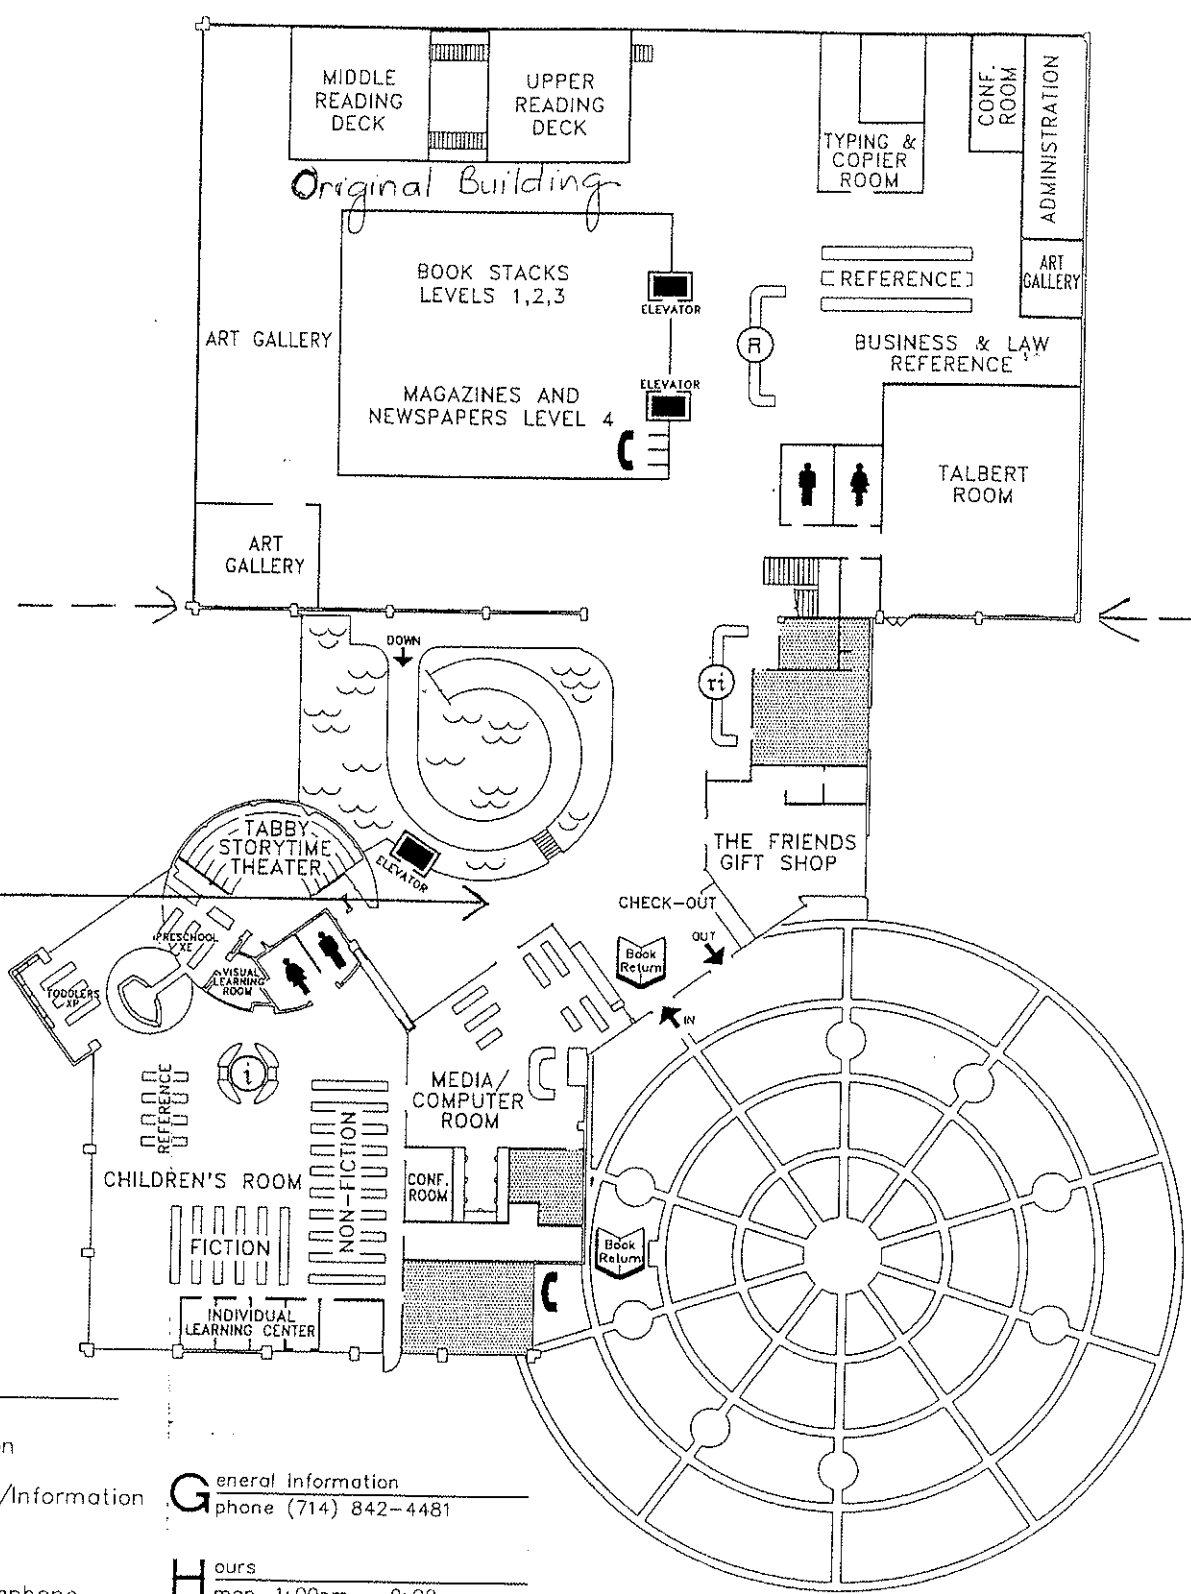 MIDDLE
READING
DECK
UPPER
READING
DECK
CONF.
ROOM
ADMINISTRATION
TYPING &
COPIER
ROOM
Original Building
BOOK STACKS
LEVELS 1,2,3
ELEVATOR
REFERENCE
ART
GALLERY
ART GALLERY
R
BUSINESS & LAW
REFERENCE
ELEVATOR
MAGAZINES AND
NEWSPAPERS LEVEL 4
TALBERT
ROOM
ART
GALLERY
DOWN
ri
TABBY
STORYTIME
THEATER
ELEVATOR
THE FRIENDS
GIFT SHOP
CHECK-OUT
OUT
Book
Return
IN
PRESCHOOL
XE
VISUAL
LEARNING
ROOM
TODDLERS
XP
i
REFERENCE
MEDIA/
COMPUTER
ROOM
NON-FICTION
CHILDREN'S ROOM
CONF.
ROOM
FICTION
Book
Return
INDIVIDUAL
LEARNING CENTER
/Information
General Information
phone (714) 842-4481
Hours